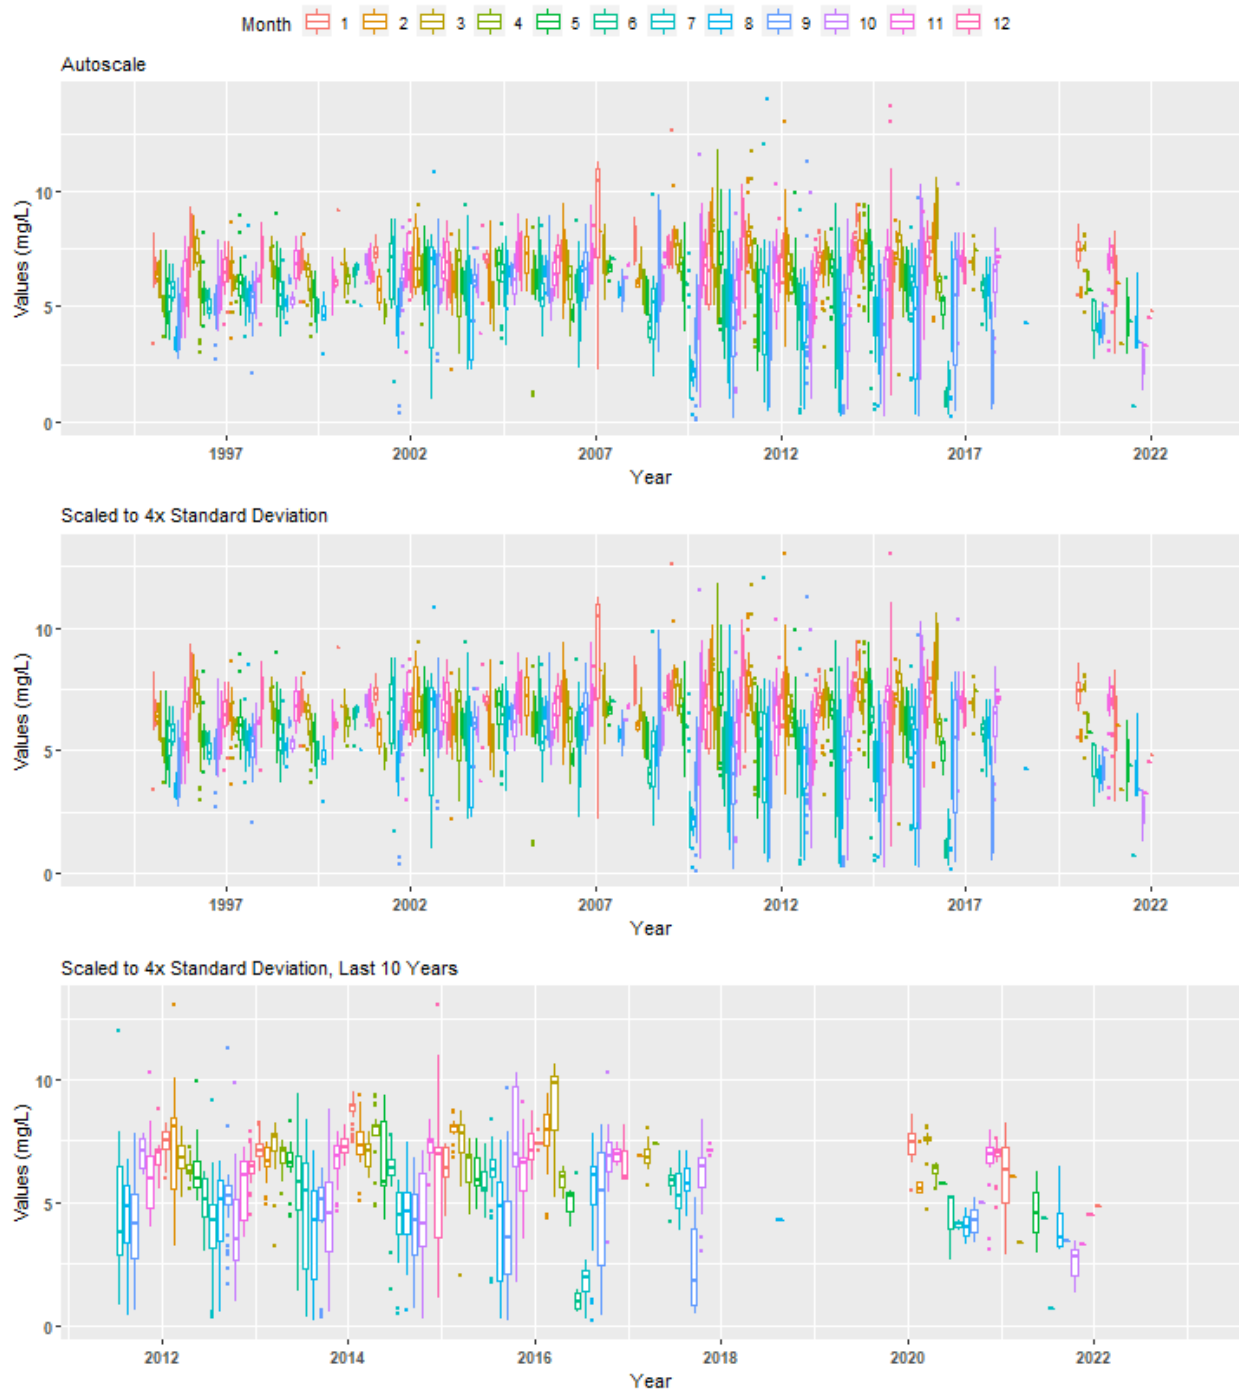 Month 1 2 3 4 5 6 7 8 9 10 11 12
Autoscale
Values (mg/L)
10
5
0
1997 2002 2007 2012 2017 2022
Year
Scaled to 4x Standard Deviation
Values (mg/L)
10
5
0
1997 2002 2007 2012 2017 2022
Year
Scaled to 4x Standard Deviation, Last 10 Years
Values (mg/L)
10
5
0
2012 2014 2016 2018 2020 2022
Year